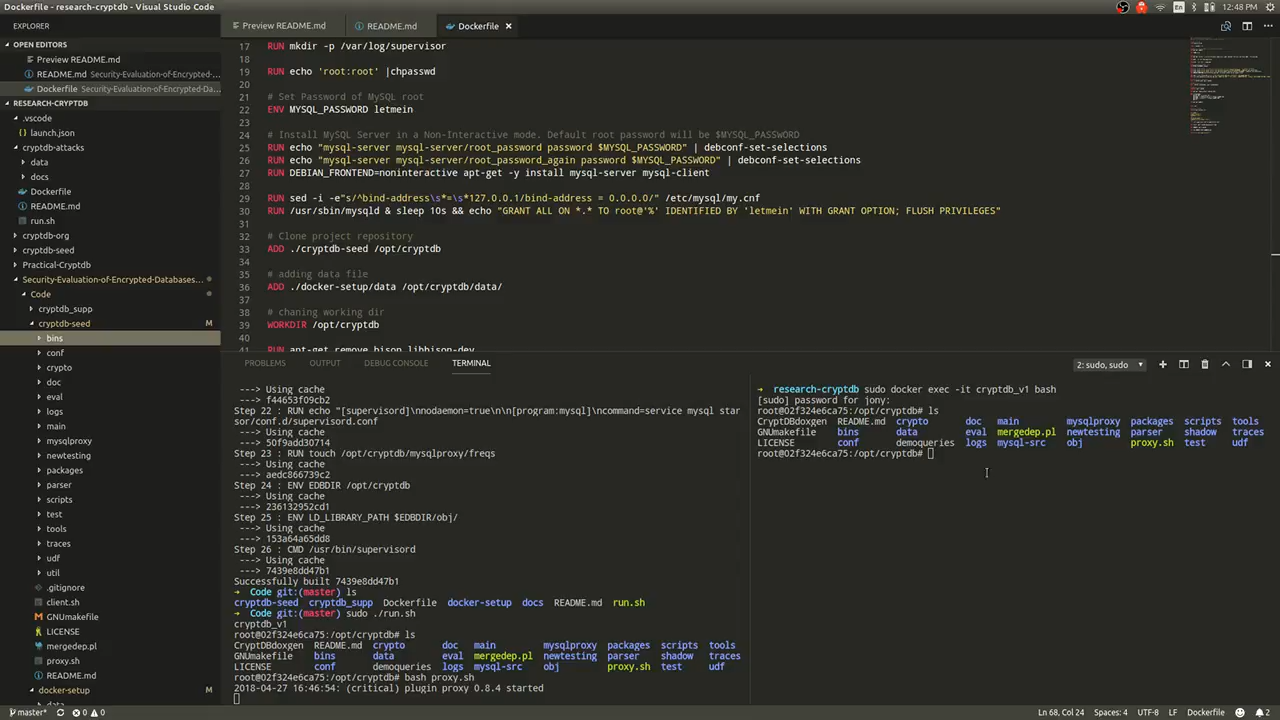 Dockerfile - research-cryptdb - Visual Studio Code
En
12:48 PM
EXPLORER
OPEN EDITORS
Preview README.md
README.md Security-Evaluation-of-Encrypted-...
Dockerfile Security-Evaluation-of-Encrypted-Da...
RESEARCH-CRYPTDB
.vscode
launch.json
cryptdb-attacks
data
docs
Dockerfile
README.md
run.sh
cryptdb-org
cryptdb-seed
Practical-Cryptdb
Security-Evaluation-of-Encrypted-Databases...
Code
cryptdb_supp
cryptdb-seed M
bins
conf
crypto
doc
eval
logs
main
mysqlproxy
newtesting
packages
parser
scripts
test
tools
traces
udf
util
.gitignore
client.sh
GNUmakefile
LICENSE
mergedep.pl
proxy.sh
README.md
docker-setup
data
Preview README.md
README.md
Dockerfile
17 RUN mkdir -p /var/log/supervisor
18
19 RUN echo 'root:root' |chpasswd
20
21 # Set Password of MySQL root
22 ENV MYSQL_PASSWORD letmein
23
24 # Install MySQL Server in a Non-Interactive mode. Default root password will be $MYSQL_PASSWORD
25 RUN echo "mysql-server mysql-server/root_password password $MYSQL_PASSWORD" | debconf-set-selections
26 RUN echo "mysql-server mysql-server/root_password_again password $MYSQL_PASSWORD" | debconf-set-selections
27 RUN DEBIAN_FRONTEND=noninteractive apt-get -y install mysql-server mysql-client
28
29 RUN sed -i -e"s/^bind-address\s*=\s*127.0.0.1/bind-address = 0.0.0.0/" /etc/mysql/my.cnf
30 RUN /usr/sbin/mysqld & sleep 10s && echo "GRANT ALL ON *.* TO root@'%' IDENTIFIED BY 'letmein' WITH GRANT OPTION; FLUSH PRIVILEGES"
31
32 # Clone project repository
33 ADD ./cryptdb-seed /opt/cryptdb
34
35 # adding data file
36 ADD ./docker-setup/data /opt/cryptdb/data/
37
38 # chaning working dir
39 WORKDIR /opt/cryptdb
40
41 RUN apt-get remove bison libbison-dev
PROBLEMS OUTPUT DEBUG CONSOLE TERMINAL
2: sudo, sudo
---> Using cache
---> f44653f09cb2
Step 22 : RUN echo "[supervisord]\nnodaemon=true\n\n[program:mysql]\ncommand=service mysql star
sor/conf.d/supervisord.conf
---> Using cache
---> 50f9add30714
Step 23 : RUN touch /opt/cryptdb/mysqlproxy/freqs
---> Using cache
---> aedc866739c2
Step 24 : ENV EDBDIR /opt/cryptdb
---> Using cache
---> 236132952cd1
Step 25 : ENV LD_LIBRARY_PATH $EDBDIR/obj/
---> Using cache
---> 153a64a65dd8
Step 26 : CMD /usr/bin/supervisord
---> Using cache
---> 7439e8dd47b1
Successfully built 7439e8dd47b1
➜ Code git:(master) ls
cryptdb-seed cryptdb_supp Dockerfile docker-setup docs README.md run.sh
➜ Code git:(master) sudo ./run.sh
cryptdb_v1
root@02f324e6ca75:/opt/cryptdb# ls
CryptDBdoxgen README.md crypto doc main mysqlproxy packages scripts tools
GNUmakefile bins data eval mergedep.pl newtesting parser shadow traces
LICENSE conf demoqueries logs mysql-src obj proxy.sh test udf
root@02f324e6ca75:/opt/cryptdb# bash proxy.sh
2018-04-27 16:46:54: (critical) plugin proxy 0.8.4 started
➜ research-cryptdb sudo docker exec -it cryptdb_v1 bash
[sudo] password for jony:
root@02f324e6ca75:/opt/cryptdb# ls
CryptDBdoxgen README.md crypto doc main mysqlproxy packages scripts tools
GNUmakefile bins data eval mergedep.pl newtesting parser shadow traces
LICENSE conf demoqueries logs mysql-src obj proxy.sh test udf
root@02f324e6ca75:/opt/cryptdb#
master* 0 0
Ln 68, Col 24 Spaces: 4 UTF-8 LF Dockerfile 2